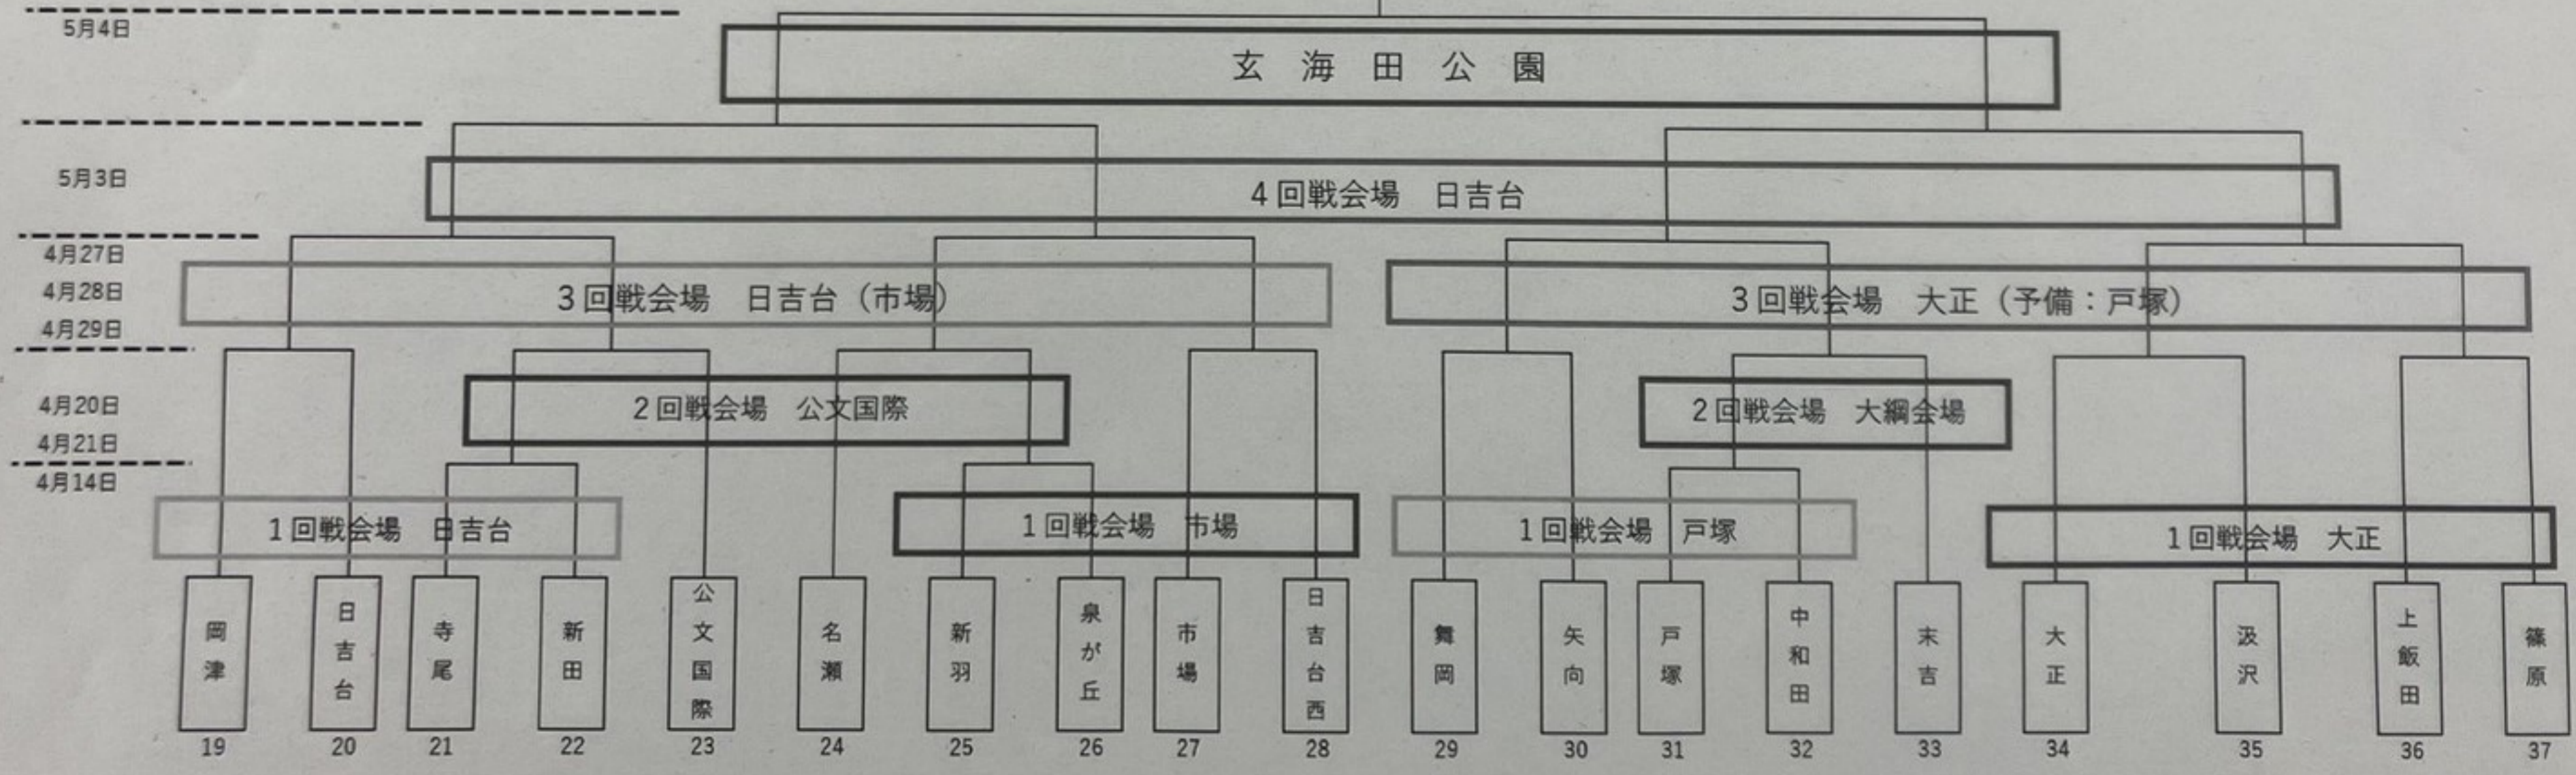 5月4日
玄海田公園
5月3日
4回戦会場 日吉台
4月27日
4月28日
4月29日
3回戦会場 日吉台（市場）
3回戦会場 大正（予備：戸塚）
4月20日
4月21日
2回戦会場 公文国際
2回戦会場 大綱会場
4月14日
1回戦会場 日吉台
1回戦会場 市場
1回戦会場 戸塚
1回戦会場 大正
岡津
日吉台
寺尾
新田
公文国際
名瀬
新羽
泉が丘
市場
日吉台西
舞岡
矢向
戸塚
中和田
末吉
大正
汲沢
上飯田
篠原
19 20 21 22 23 24 25 26 27 28 29 30 31 32 33 34 35 36 37